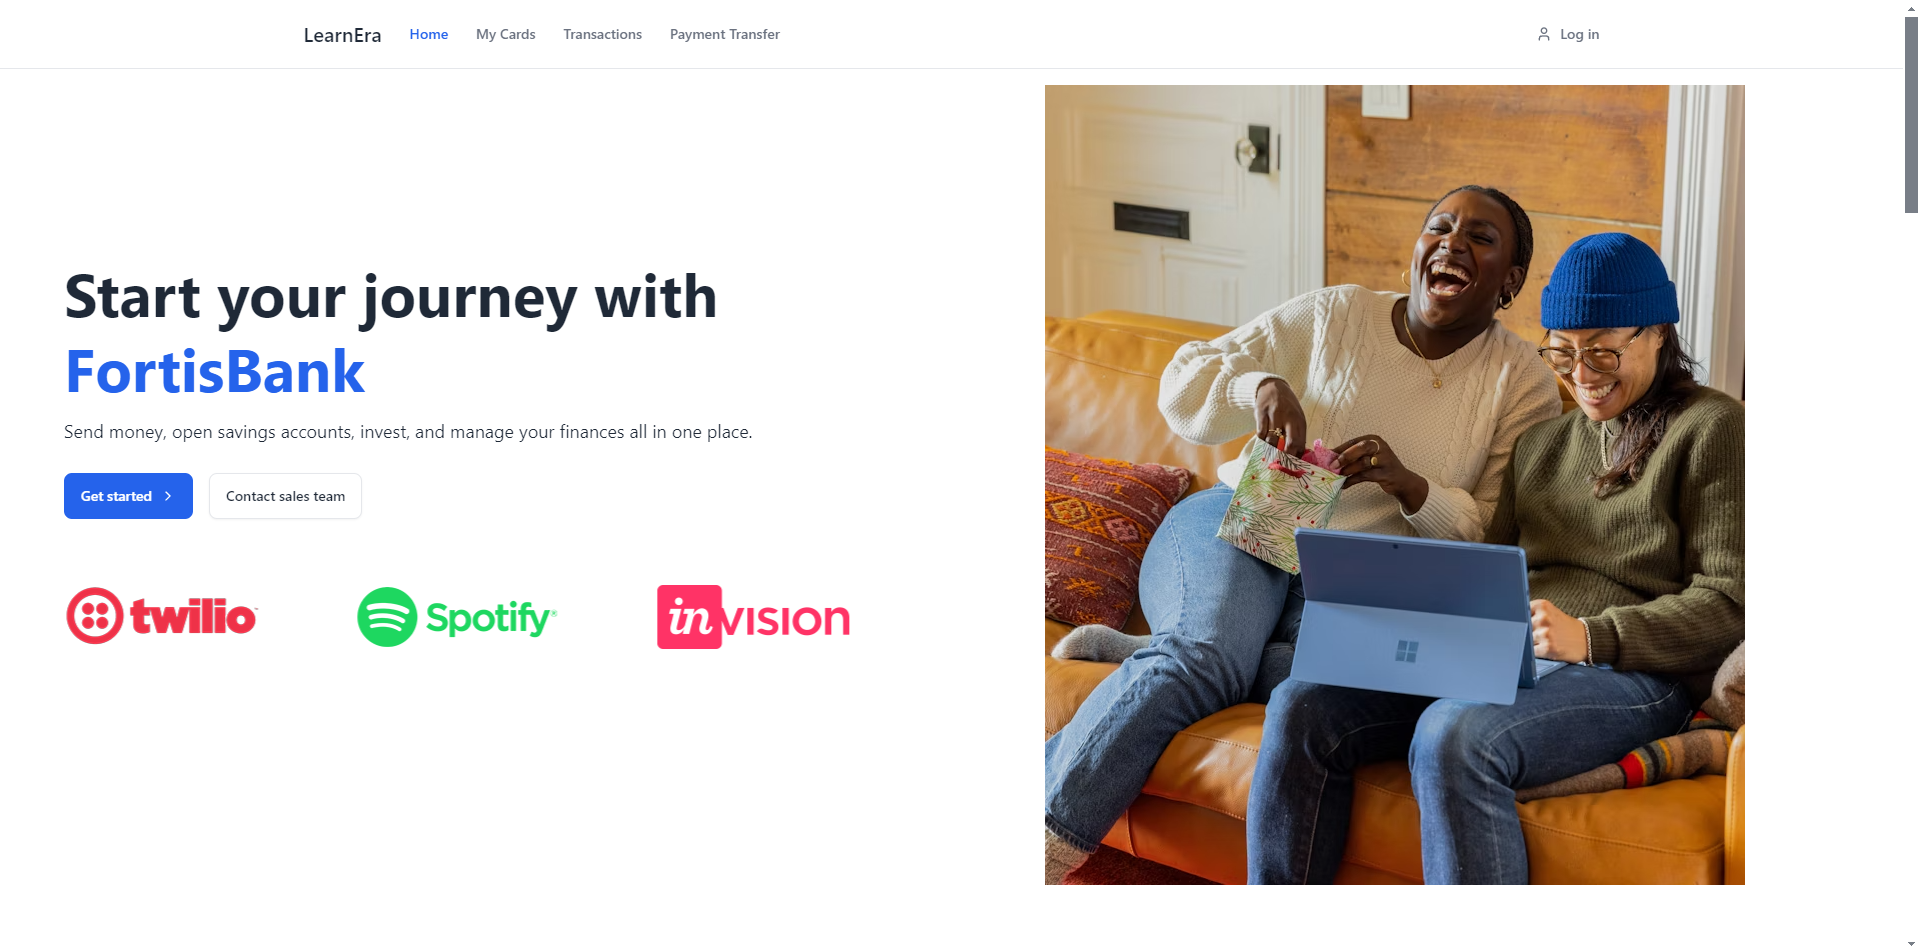 LearnEra Home My Cards Transactions Payment Transfer Log in
Start your journey with
FortisBank
Send money, open savings accounts, invest, and manage your finances all in one place.
Get started Contact sales team
twilio Spotify® invision